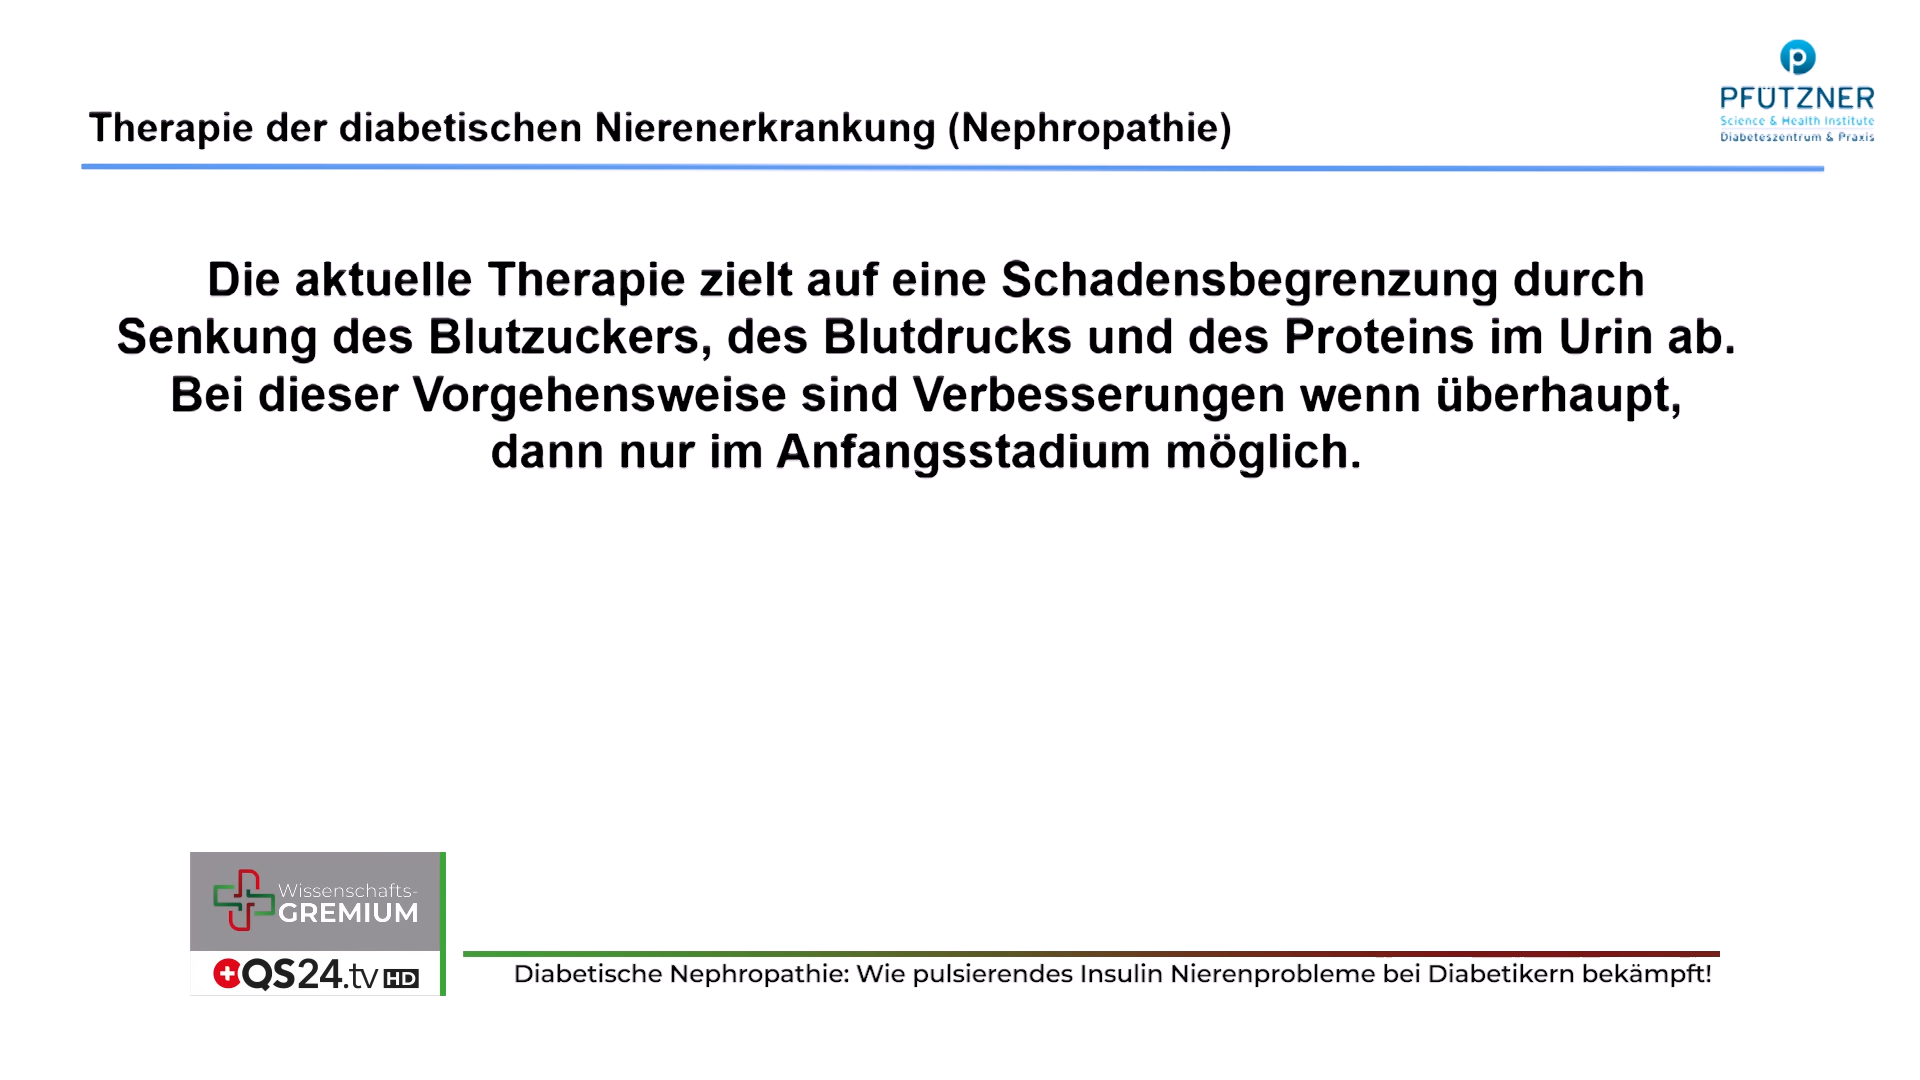 PFÜTZNER
Science & Health Institute
Diabeteszentrum & Praxis
Therapie der diabetischen Nierenerkrankung (Nephropathie)
Die aktuelle Therapie zielt auf eine Schadensbegrenzung durch
Senkung des Blutzuckers, des Blutdrucks und des Proteins im Urin ab.
Bei dieser Vorgehensweise sind Verbesserungen wenn überhaupt,
dann nur im Anfangsstadium möglich.
Wissenschafts-
GREMIUM
QS24.tv HD
Diabetische Nephropathie: Wie pulsierendes Insulin Nierenprobleme bei Diabetikern bekämpft!